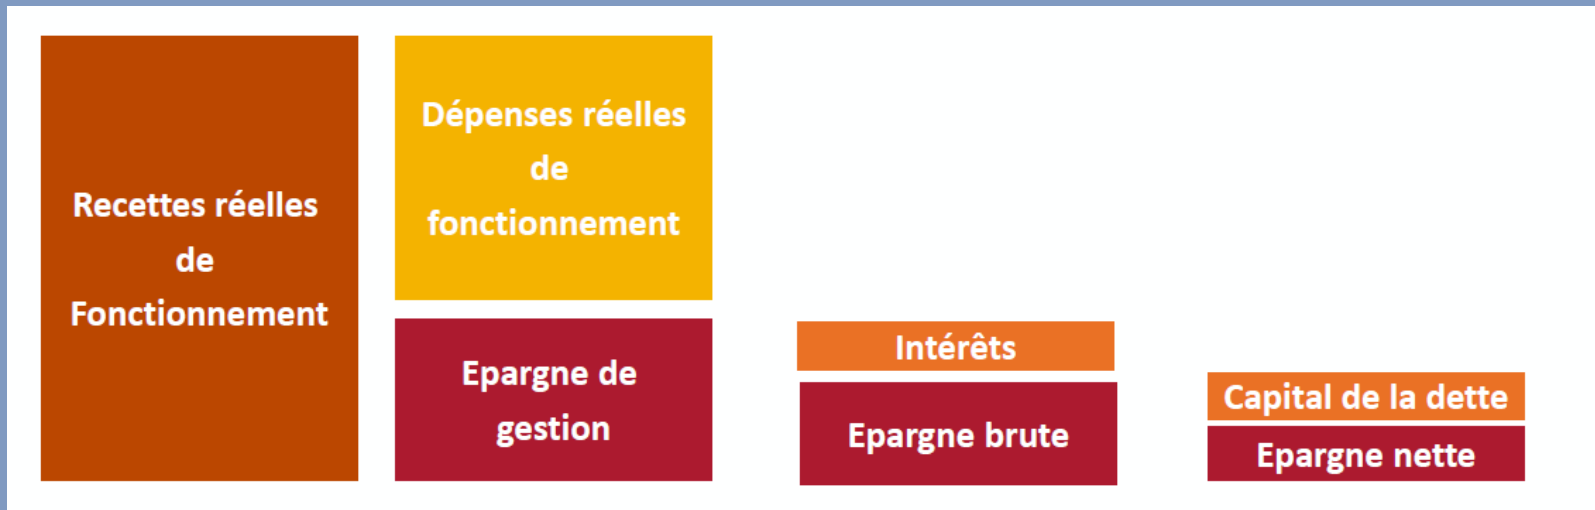 Recettes réelles
de
Fonctionnement
Dépenses réelles
de
fonctionnement
Epargne de
gestion
Intérêts
Epargne brute
Capital de la dette
Epargne nette